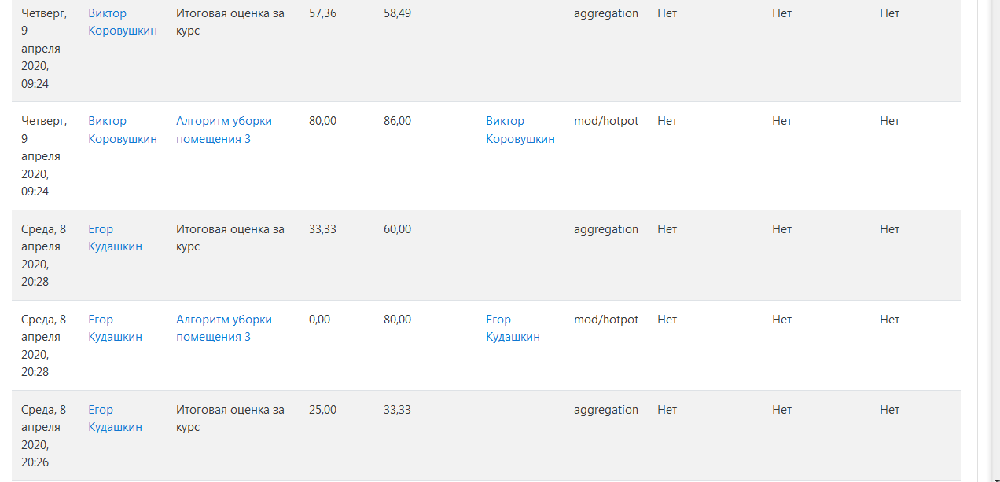 Четверг, Виктор Итоговая оценка за 57,36 58,49 aggregation Нет Нет Нет
9 Коровушкин курс
апреля
2020,
09:24
Четверг, Виктор Алгоритм уборки 80,00 86,00 Виктор mod/hotpot Нет Нет Нет
9 Коровушкин помещения 3 Коровушкин
апреля
2020,
09:24
Среда, 8 Егор Итоговая оценка за 33,33 60,00 aggregation Нет Нет Нет
апреля Кудашкин курс
2020,
20:28
Среда, 8 Егор Алгоритм уборки 0,00 80,00 Егор mod/hotpot Нет Нет Нет
апреля Кудашкин помещения 3 Кудашкин
2020,
20:28
Среда, 8 Егор Итоговая оценка за 25,00 33,33 aggregation Нет Нет Нет
апреля Кудашкин курс
2020,
20:26